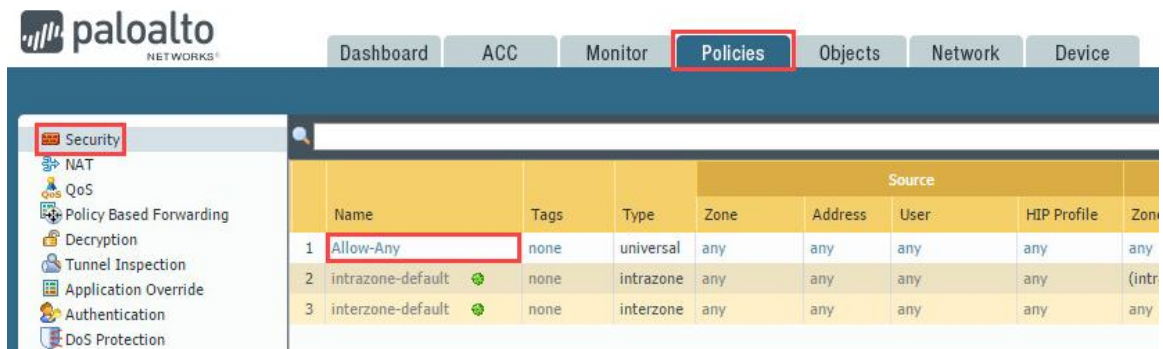 paloalto
NETWORKS®
Dashboard ACC Monitor Policies Objects Network Device
Security
NAT
QoS
Policy Based Forwarding
Decryption
Tunnel Inspection
Application Override
Authentication
DoS Protection
Source
Name Tags Type Zone Address User HIP Profile Zone
1 Allow-Any none universal any any any any any
2 intrazone-default none intrazone any any any any (intr
3 interzone-default none interzone any any any any any